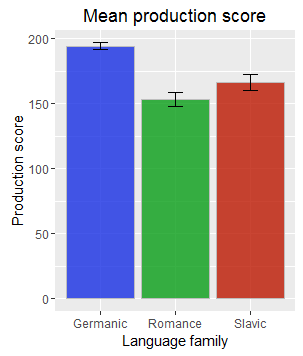 Mean production score
200
150
100
50
0
Production score
Germanic Romance Slavic
Language family